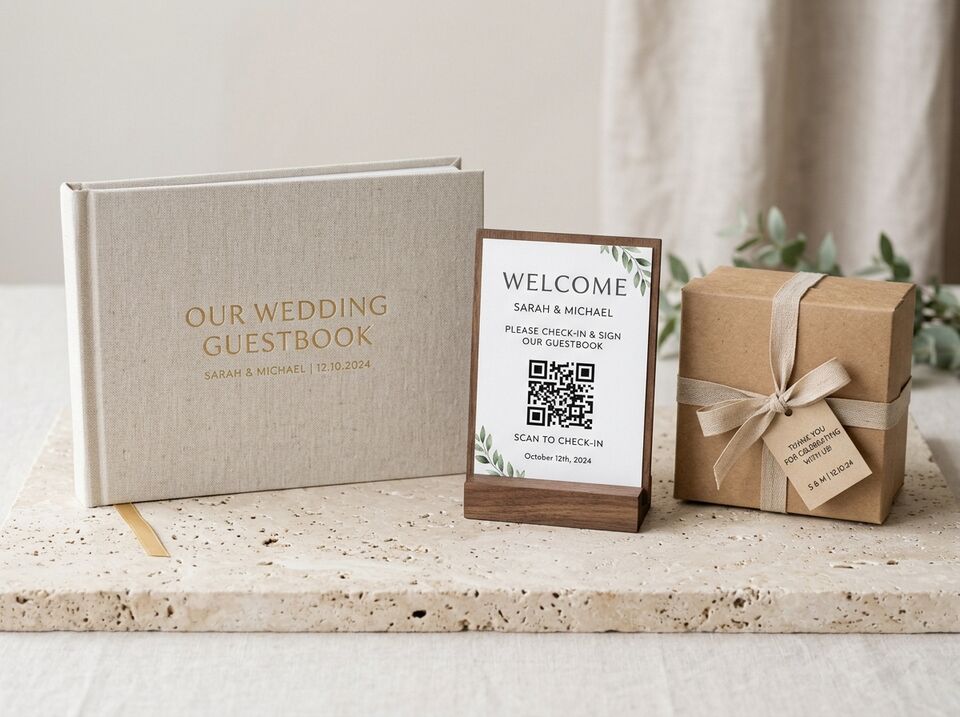 OUR WEDDING
GUESTBOOK
SARAH & MICHAEL | 12.10.2024
WELCOME
SARAH & MICHAEL
PLEASE CHECK-IN & SIGN
OUR GUESTBOOK
SCAN TO CHECK-IN
October 12th, 2024
THANK YOU
FOR CELEBRATING
WITH US!
S & M | 12.10.24